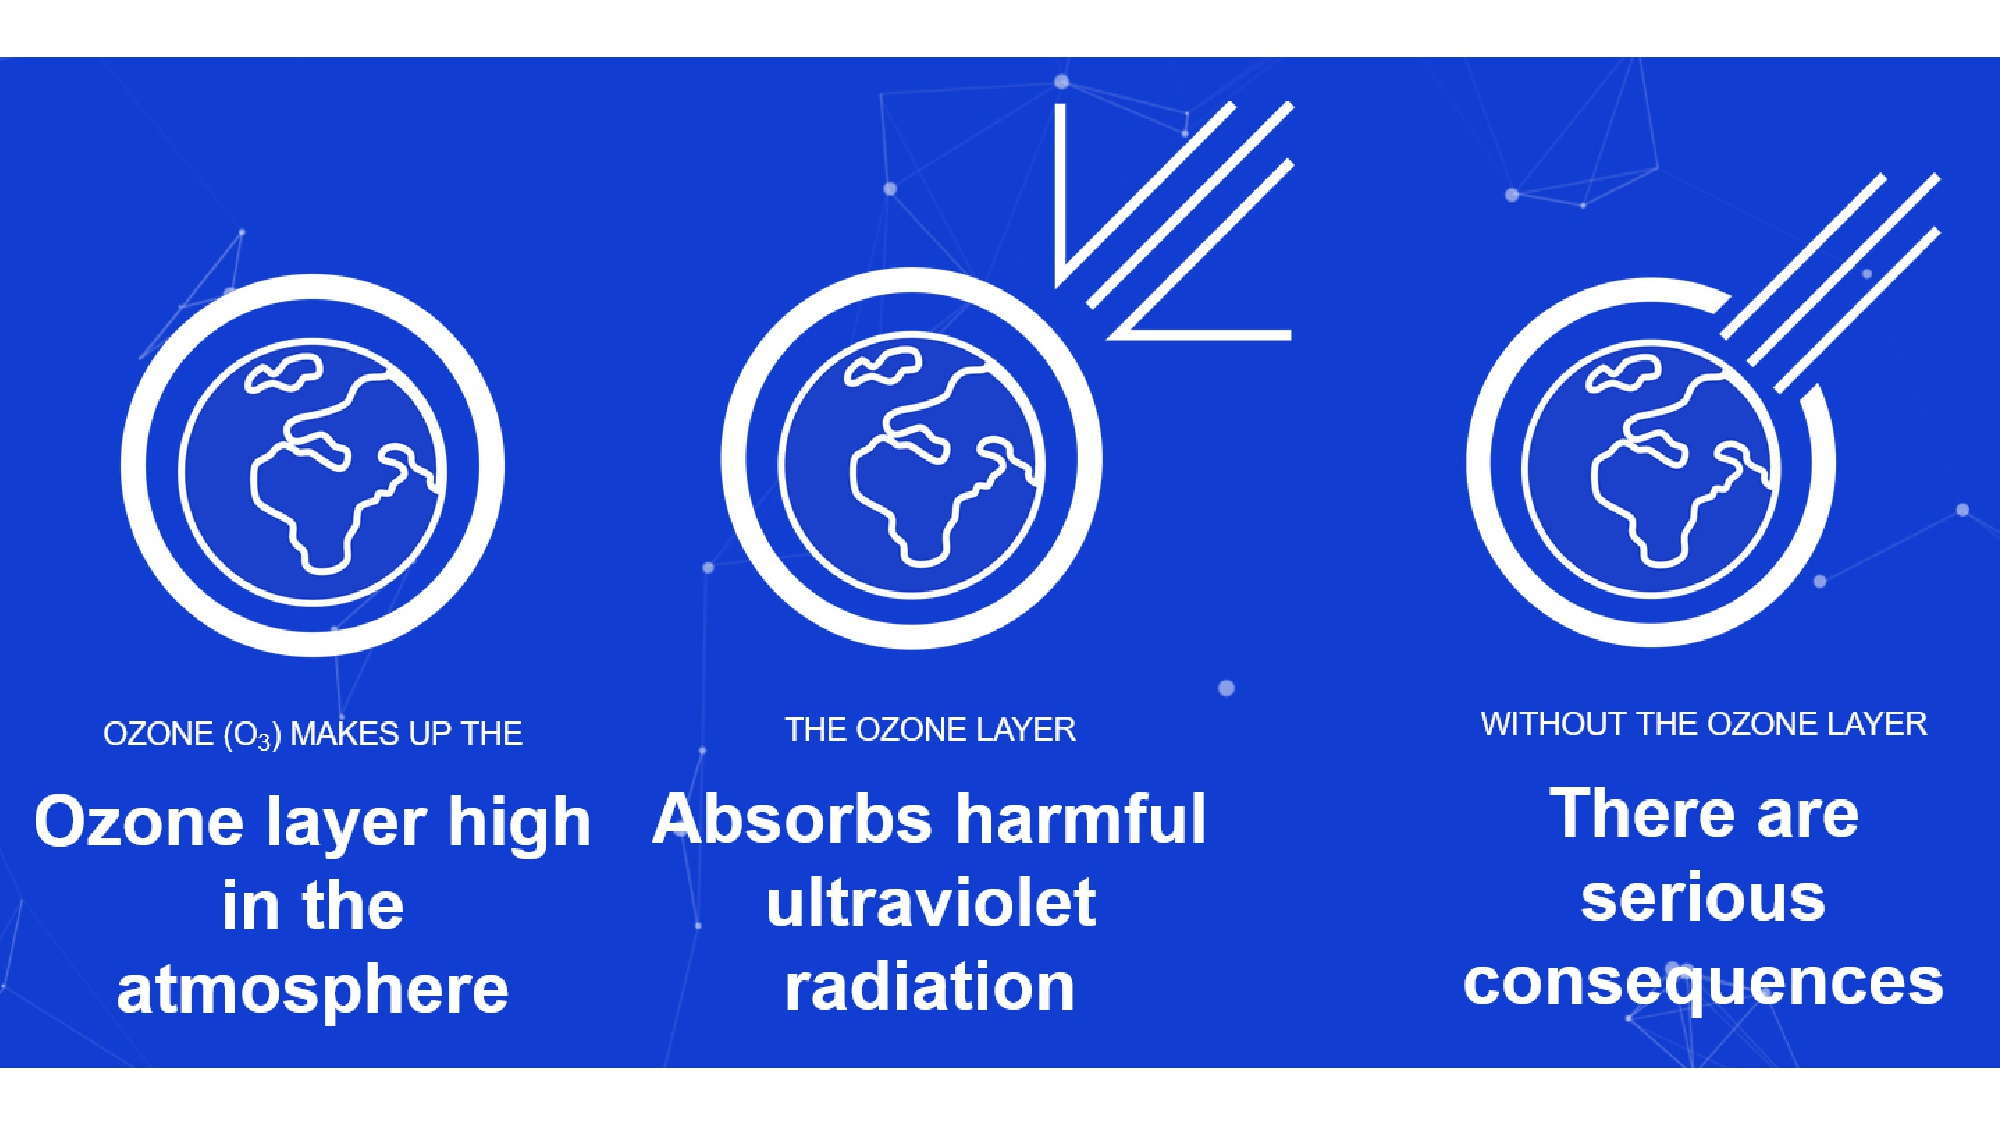 OZONE (O₃) MAKES UP THE
Ozone layer high
in the
atmosphere
THE OZONE LAYER
Absorbs harmful
ultraviolet
radiation
WITHOUT THE OZONE LAYER
There are
serious
consequences